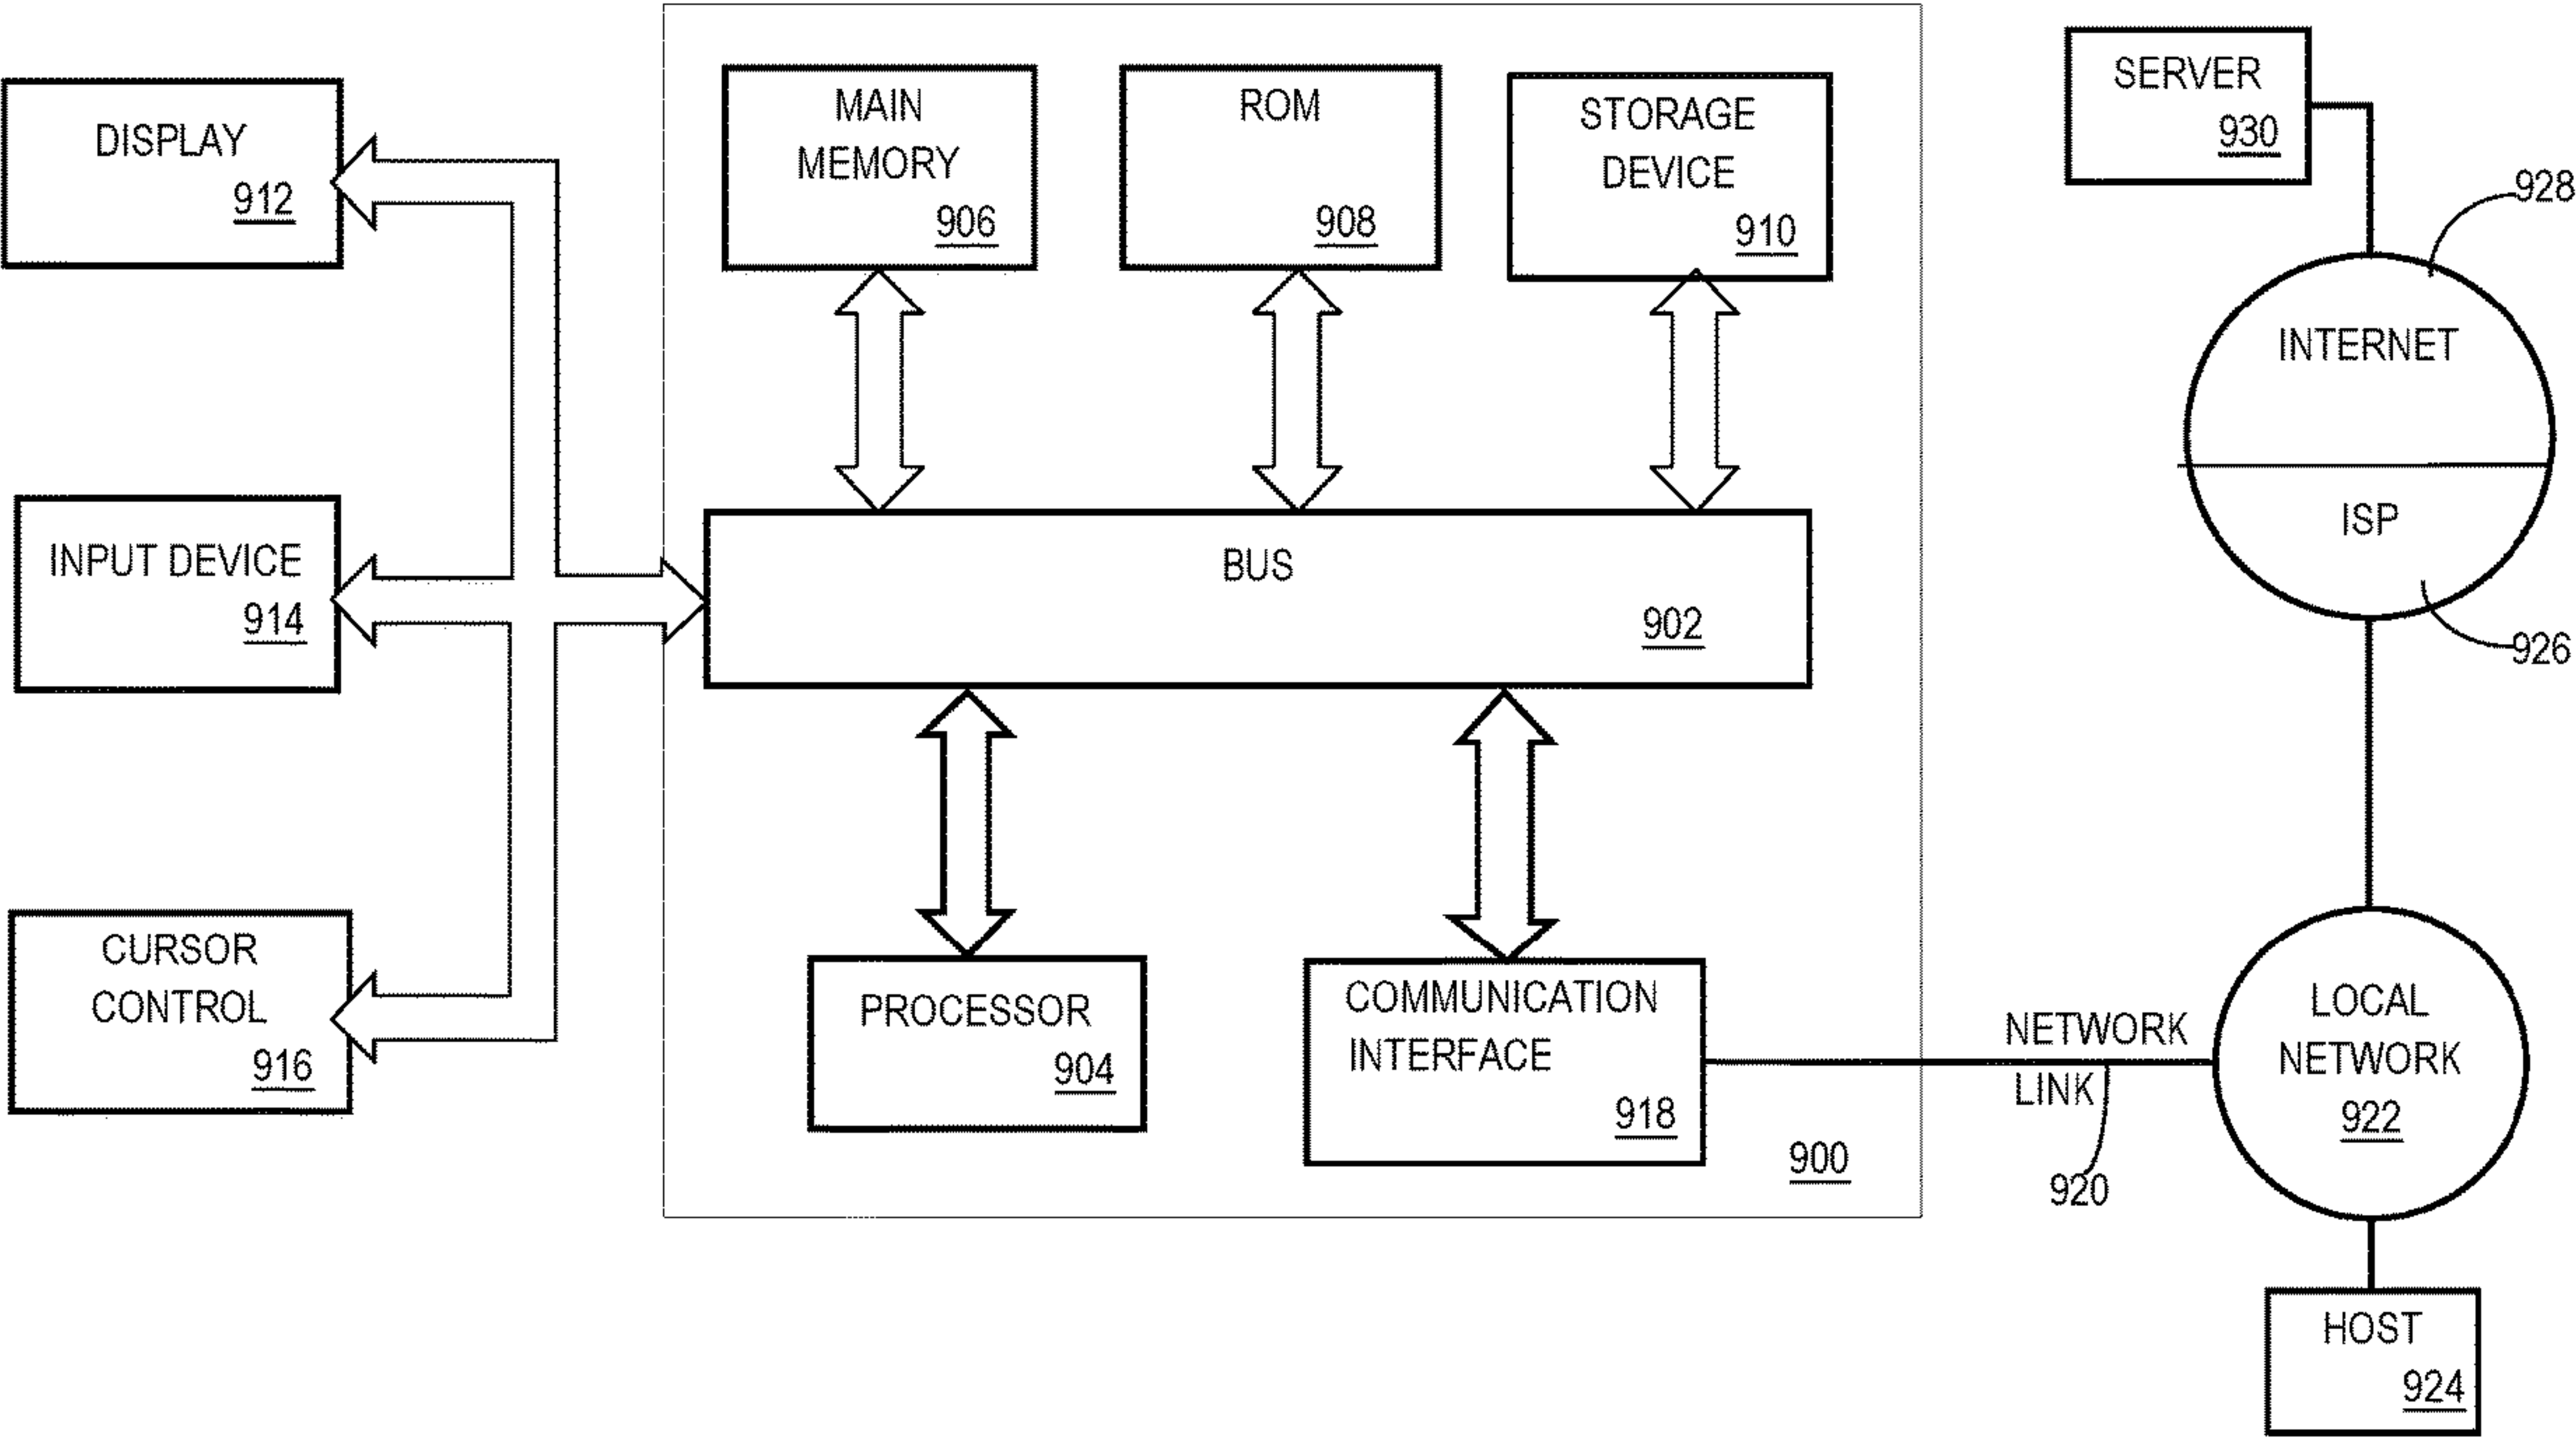 DISPLAY
912
INPUT DEVICE
914
CURSOR
CONTROL
916
MAIN
MEMORY
906
ROM
908
STORAGE
DEVICE
910
BUS
902
PROCESSOR
904
COMMUNICATION
INTERFACE
918
900
NETWORK
LINK
920
SERVER
930
928
INTERNET
ISP
926
LOCAL
NETWORK
922
HOST
924